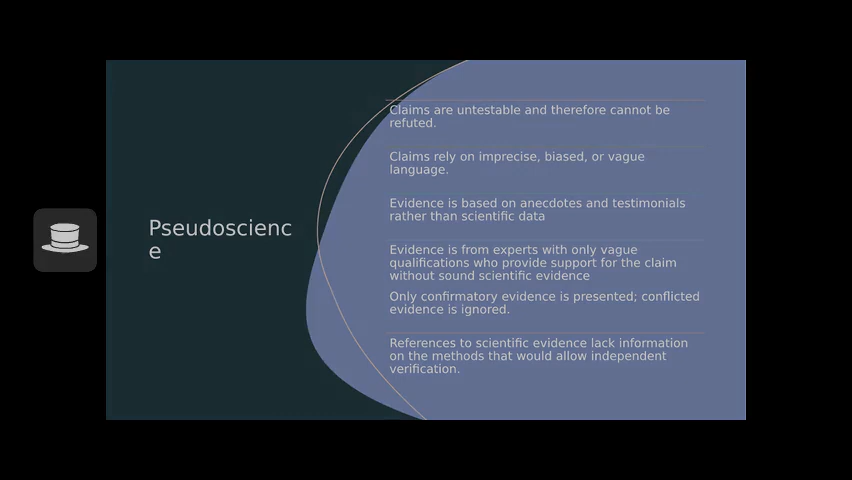 Pseudoscienc
e
Claims are untestable and therefore cannot be
refuted.
Claims rely on imprecise, biased, or vague
language.
Evidence is based on anecdotes and testimonials
rather than scientific data
Evidence is from experts with only vague
qualifications who provide support for the claim
without sound scientific evidence
Only confirmatory evidence is presented; conflicted
evidence is ignored.
References to scientific evidence lack information
on the methods that would allow independent
verification.